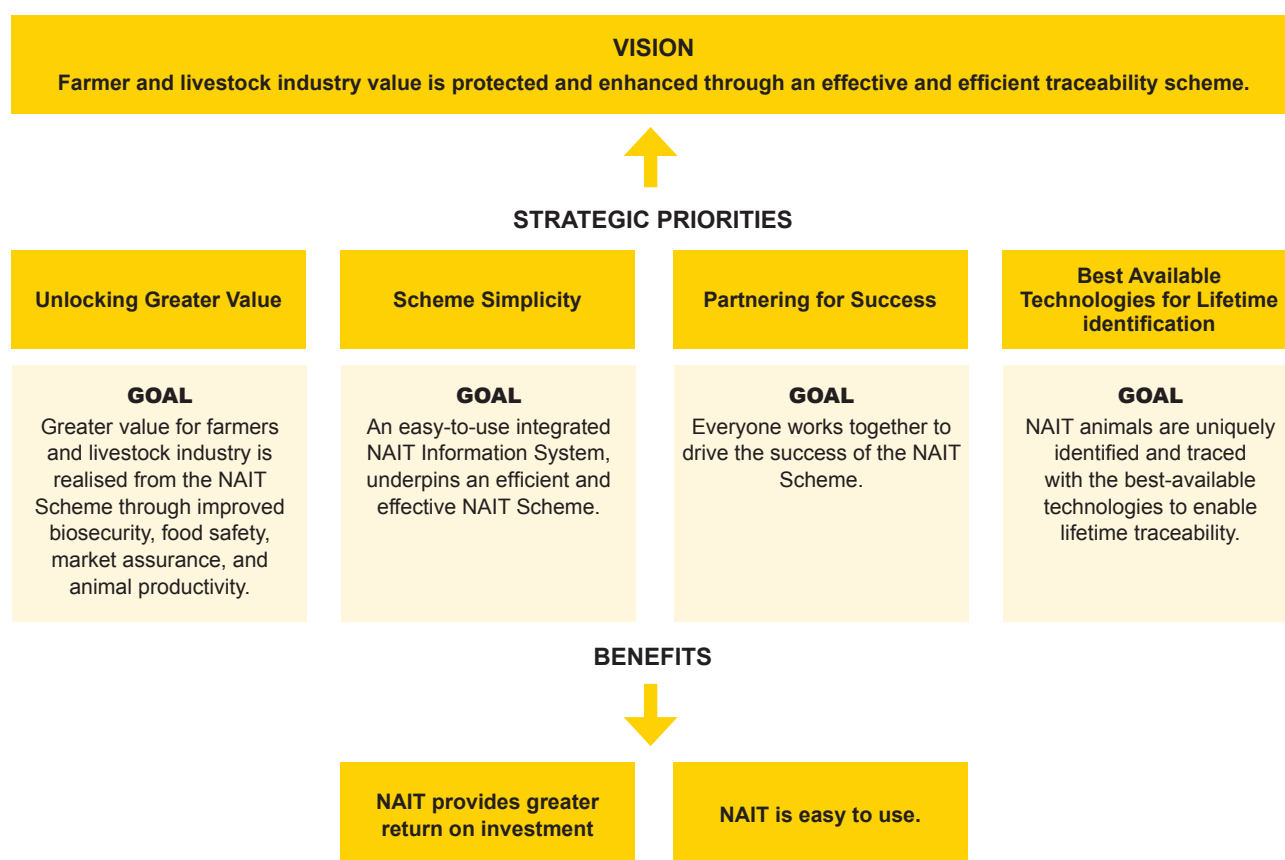 VISION
Farmer and livestock industry value is protected and enhanced through an effective and efficient traceability scheme.
STRATEGIC PRIORITIES
Unlocking Greater Value
Scheme Simplicity
Partnering for Success
Best Available
Technologies for Lifetime
identification
GOAL
Greater value for farmers
and livestock industry is
realised from the NAIT
Scheme through improved
biosecurity, food safety,
market assurance, and
animal productivity.
GOAL
An easy-to-use integrated
NAIT Information System,
underpins an efficient and
effective NAIT Scheme.
GOAL
Everyone works together to
drive the success of the NAIT
Scheme.
GOAL
NAIT animals are uniquely
identified and traced
with the best-available
technologies to enable
lifetime traceability.
BENEFITS
NAIT provides greater
return on investment
NAIT is easy to use.